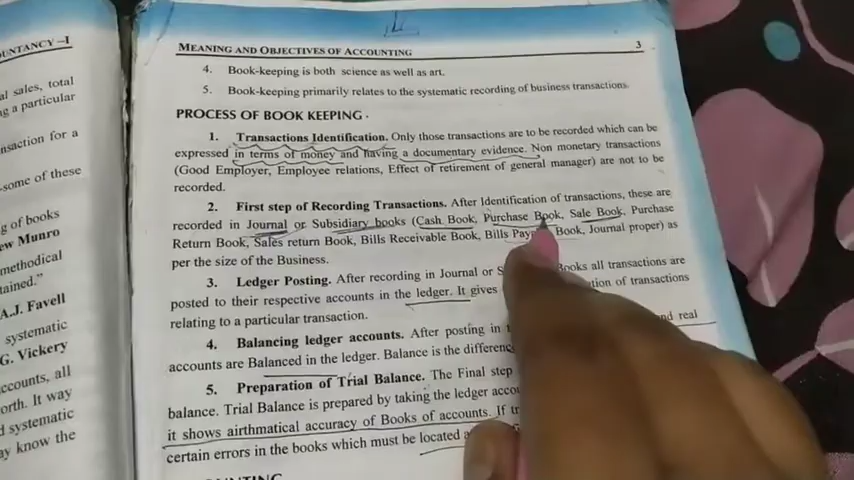 OUNTANCY–I
al sales, total
ng a particular
nsaction for a
some of these
g of books
ew Munro
methodical
tained."
A.J. Favell
systematic
G. Vickery
accounts, all
orth. It way
d systematic
ay know the
MEANING AND OBJECTIVES OF ACCOUNTING 3
4. Book-keeping is both science as well as art.
5. Book-keeping primarily relates to the systematic recording of business transactions.
PROCESS OF BOOK KEEPING
1. Transactions Identification. Only those transactions are to be recorded which can be
expressed in terms of money and having a documentary evidence. Non monetary transactions
(Good Employer, Employee relations, Effect of retirement of general manager) are not to be
recorded.
2. First step of Recording Transactions. After Identification of transactions, these are
recorded in Journal or Subsidiary books (Cash Book, Purchase Book, Sale Book, Purchase
Return Book, Sales return Book, Bills Receivable Book, Bills Pay Book, Journal proper) as
per the size of the Business.
3. Ledger Posting. After recording in Journal or S Books all transactions are
posted to their respective accounts in the ledger. It gives ation of transactions
relating to a particular transaction.
4. Balancing ledger accounts. After posting in and real
accounts are Balanced in the ledger. Balance is the differenc
5. Preparation of Trial Balance. The Final step
balance. Trial Balance is prepared by taking the ledger acco
it shows airthmatical accuracy of Books of accounts. If t
certain errors in the books which must be located a